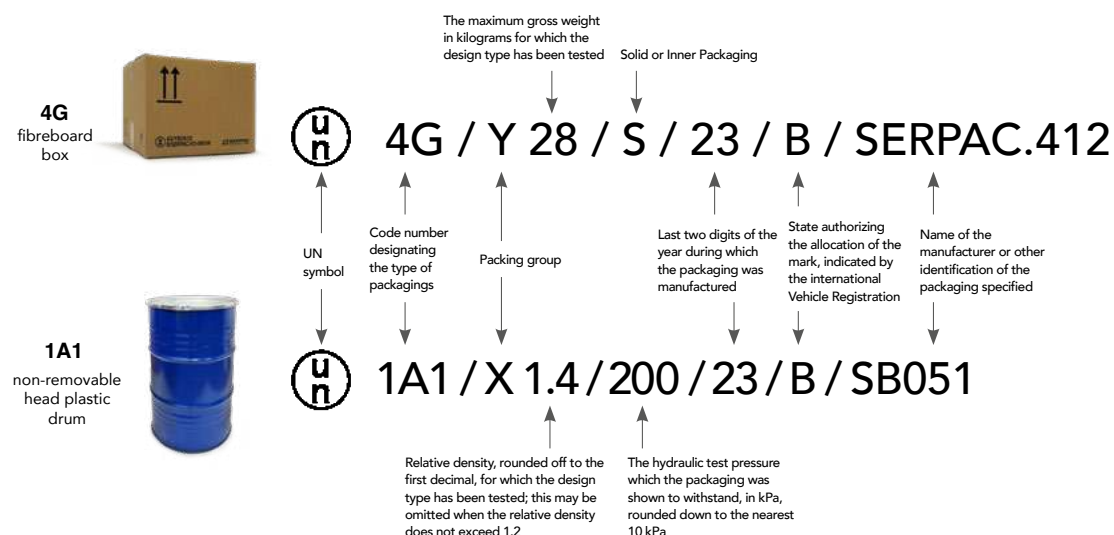 The maximum gross weight
in kilograms for which the
design type has been tested
Solid or Inner Packaging
4G
fibreboard
box
un 4G / Y 28 / S / 23 / B / SERPAC.412
UN
symbol
Code number
designating
the type of
packagings
Packing group
Last two digits of the
year during which
the packaging was
manufactured
State authorizing
the allocation of the
mark, indicated by
the international
Vehicle Registration
Name of the
manufacturer or other
identification of the
packaging specified
1A1
non-removable
head plastic
drum
un 1A1 / X 1.4 / 200 / 23 / B / SB051
Relative density, rounded off to the
first decimal, for which the design
type has been tested; this may be
omitted when the relative density
does not exceed 1.2
The hydraulic test pressure
which the packaging was
shown to withstand, in kPa,
rounded down to the nearest
10 kPa